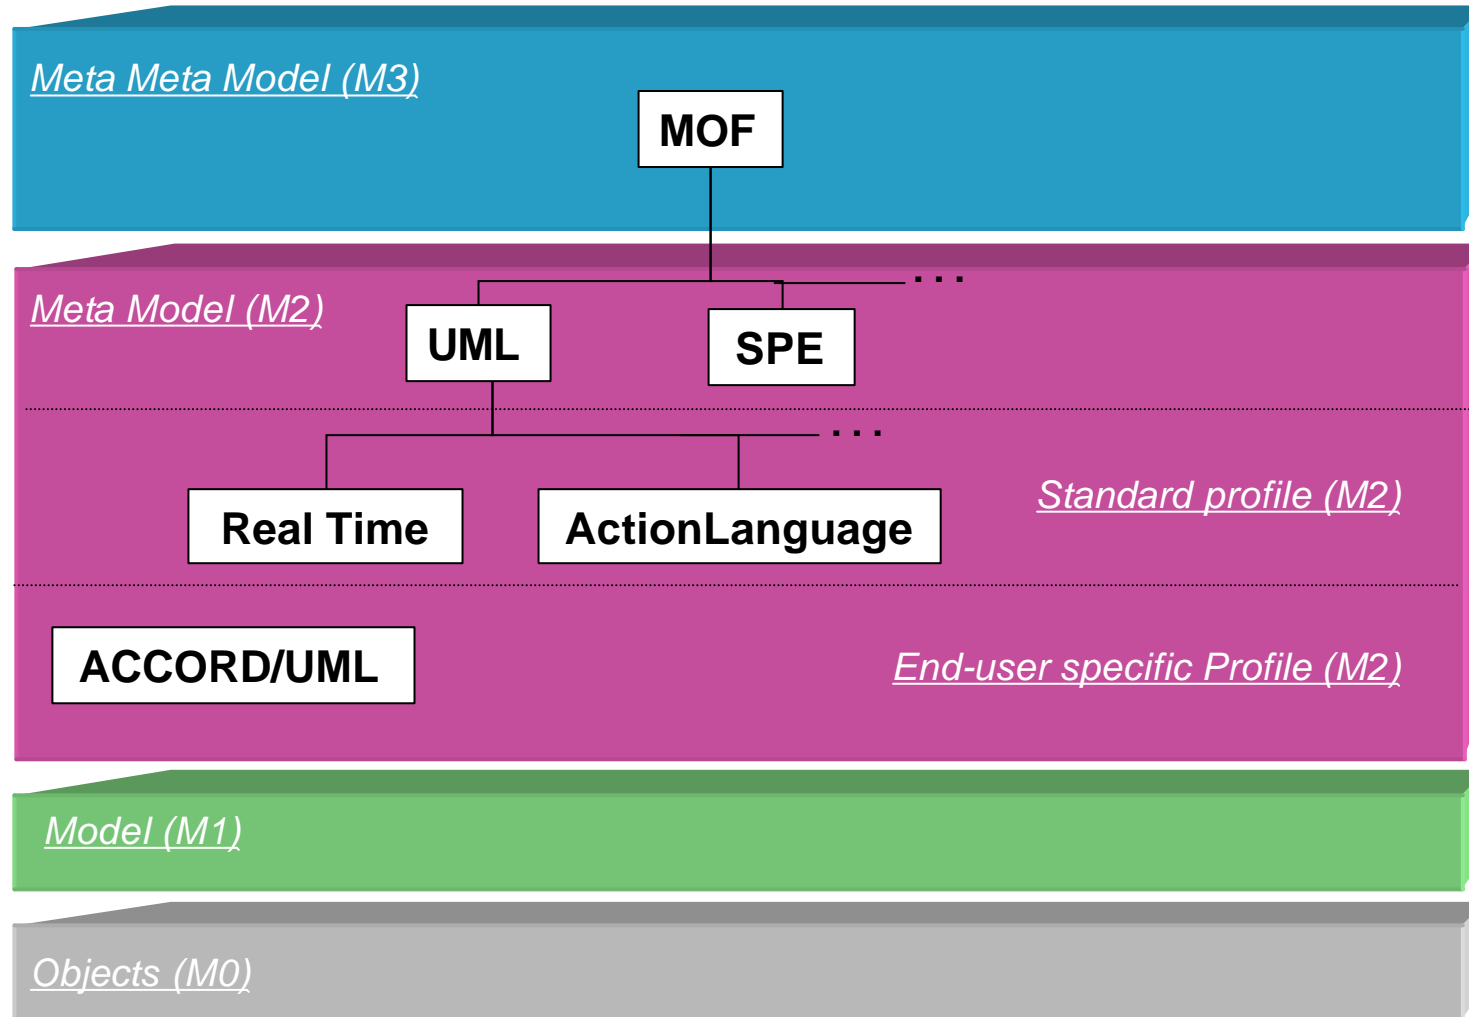 Meta Meta Model (M3)
MOF
...
Meta Model (M2)
UML
SPE
...
Real Time
ActionLanguage
Standard profile (M2)
ACCORD/UML
End-user specific Profile (M2)
Model (M1)
Objects (M0)